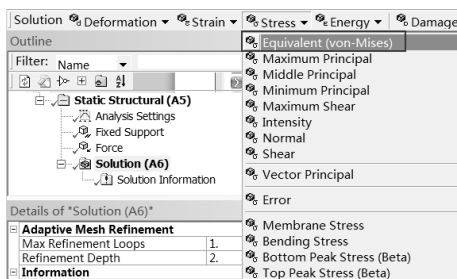 Solution Deformation Strain Stress Energy Damage
Outline
Filter: Name
Static Structural (A5)
Analysis Settings
Fixed Support
Force
Solution (A6)
Solution Information
Equivalent (von-Mises)
Maximum Principal
Middle Principal
Minimum Principal
Maximum Shear
Intensity
Normal
Shear
Vector Principal
Error
Membrane Stress
Bending Stress
Bottom Peak Stress (Beta)
Top Peak Stress (Beta)
Details of "Solution (A6)"
Adaptive Mesh Refinement
Max Refinement Loops 1.
Refinement Depth 2.
Information